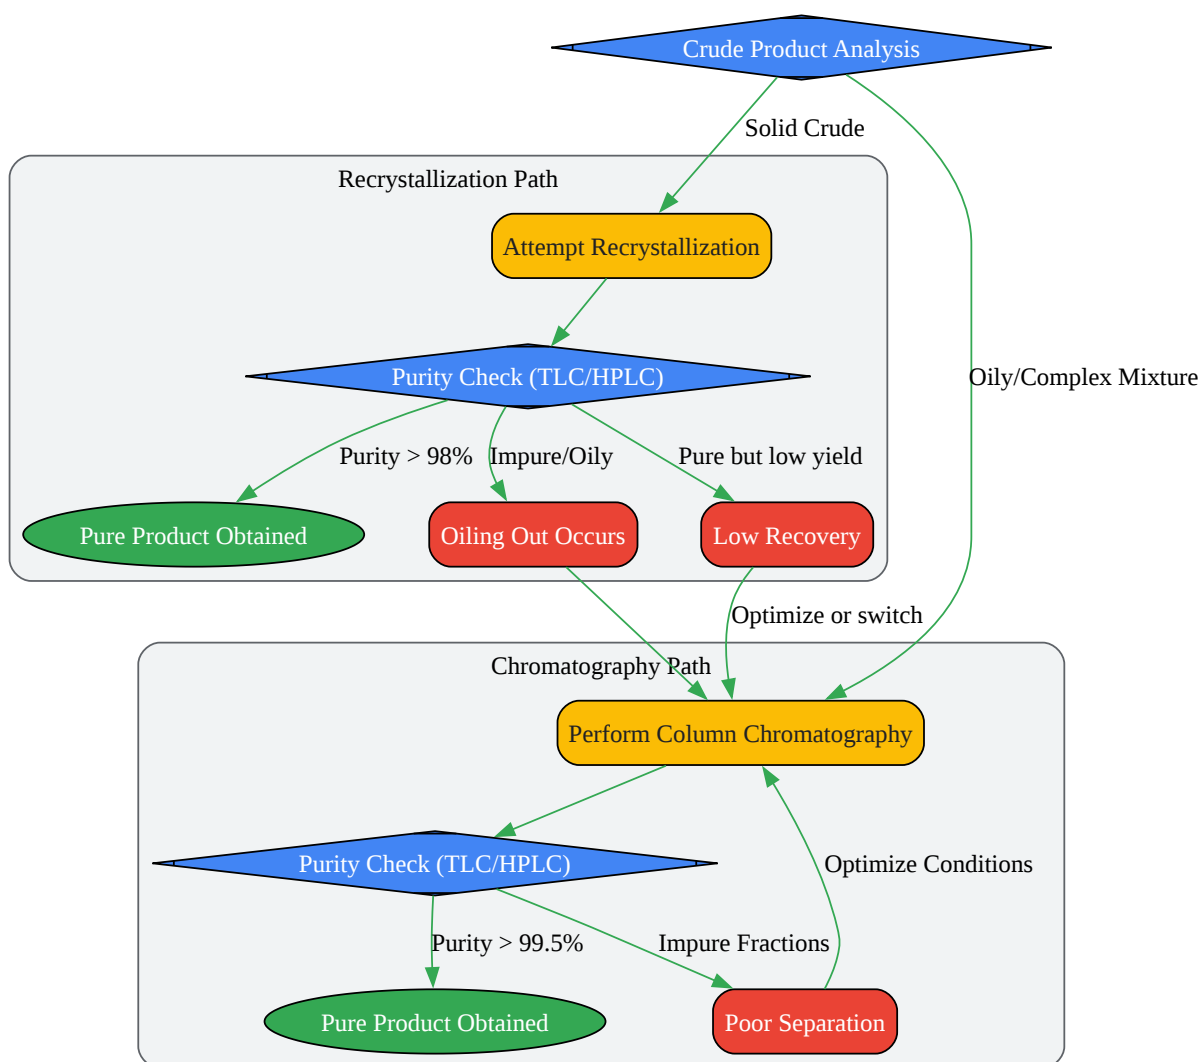 Crude Product Analysis
Solid Crude
Recrystallization Path
Attempt Recrystallization
Purity Check (TLC/HPLC)
Oily/Complex Mixture
Purity > 98%
Impure/Oily
Pure but low yield
Pure Product Obtained
Oiling Out Occurs
Low Recovery
Optimize or switch
Chromatography Path
Perform Column Chromatography
Purity Check (TLC/HPLC)
Optimize Conditions
Purity > 99.5%
Impure Fractions
Pure Product Obtained
Poor Separation